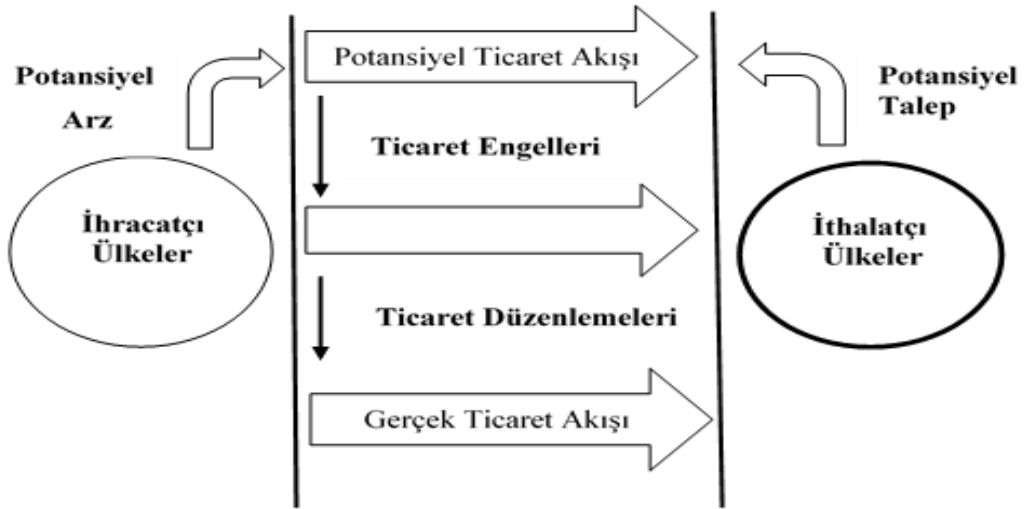 Potansiyel
Arz
İhracatçı
Ülkeler
Potansiyel Ticaret Akışı
Ticaret Engelleri
Ticaret Düzenlemeleri
Gerçek Ticaret Akışı
Potansiyel
Talep
İthalatçı
Ülkeler